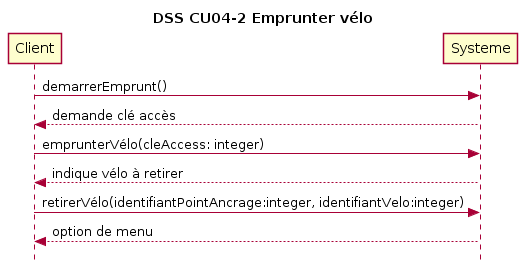 DSS CU04-2 Emprunter vélo
Client
Systeme
demarrerEmprunt()
demande clé accès
emprunterVélo(cleAccess: integer)
indique vélo à retirer
retirerVélo(identifiantPointAncrage:integer, identifiantVelo:integer)
option de menu